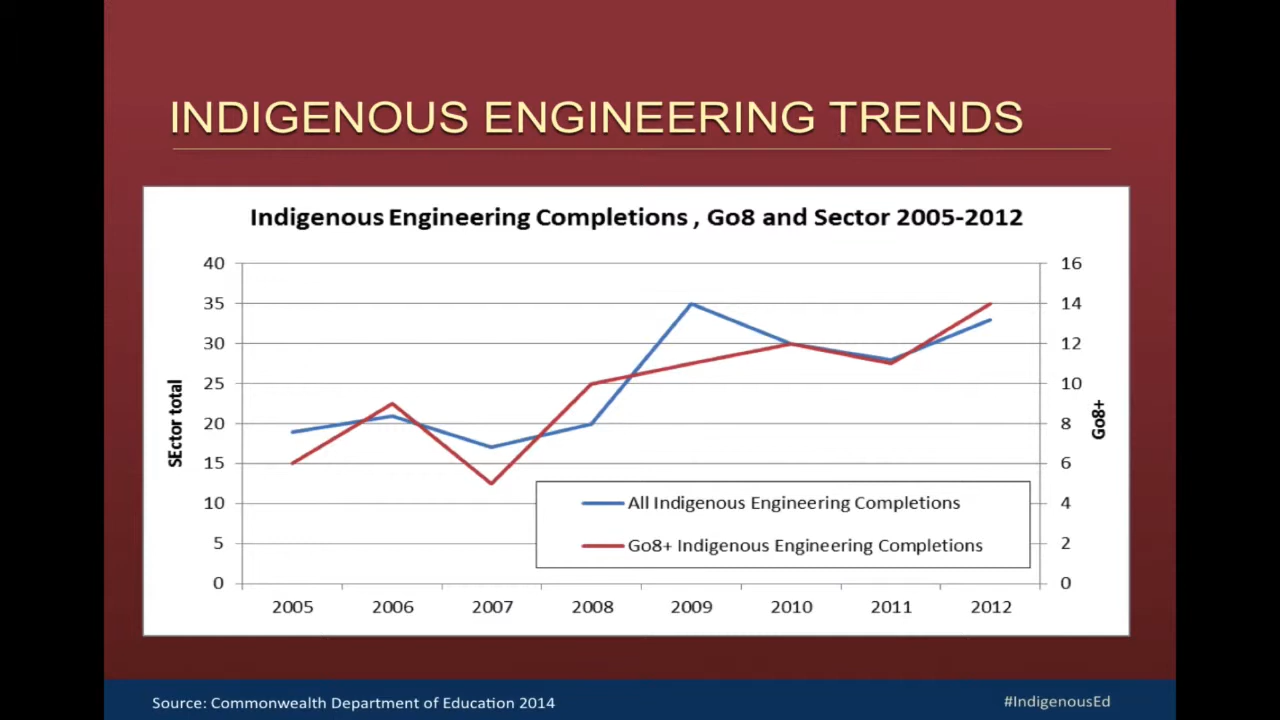 INDIGENOUS ENGINEERING TRENDS
Indigenous Engineering Completions , Go8 and Sector 2005-2012
40
35
30
25
20
15
10
5
0
SEctor total
16
14
12
10
8
6
4
2
0
Go8+
All Indigenous Engineering Completions
Go8+ Indigenous Engineering Completions
2005 2006 2007 2008 2009 2010 2011 2012
Source: Commonwealth Department of Education 2014
#IndigenousEd